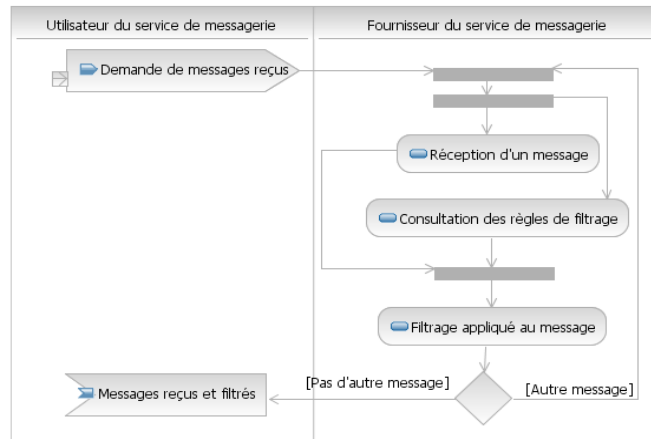 Utilisateur du service de messagerie
Fournisseur du service de messagerie
Demande de messages reçus
Réception d'un message
Consultation des règles de filtrage
Filtrage appliqué au message
[Pas d'autre message]
[Autre message]
Messages reçus et filtrés